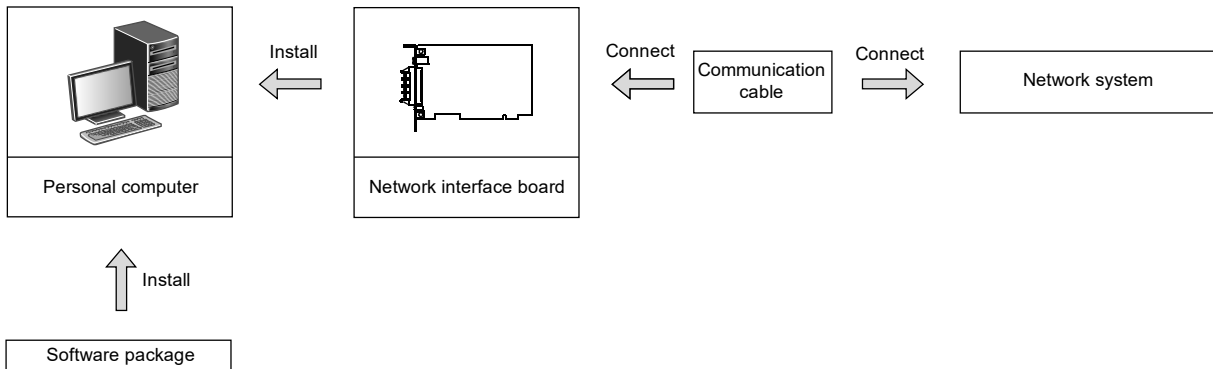 Install
Connect
Communication
cable
Connect
Network system
Personal computer
Network interface board
Install
Software package